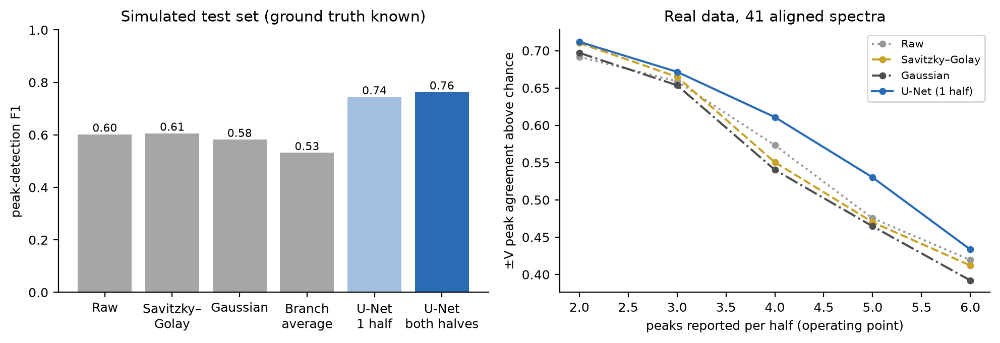 Simulated test set (ground truth known)
peak-detection F1
1.0
0.8
0.6
0.4
0.2
0.0
0.60
0.61
0.58
0.53
0.74
0.76
Raw
Savitzky–
Golay
Gaussian
Branch
average
U-Net
1 half
U-Net
both halves
Real data, 41 aligned spectra
±V peak agreement above chance
0.70
0.65
0.60
0.55
0.50
0.45
0.40
Raw
Savitzky–Golay
Gaussian
U-Net (1 half)
2.0 2.5 3.0 3.5 4.0 4.5 5.0 5.5 6.0
peaks reported per half (operating point)